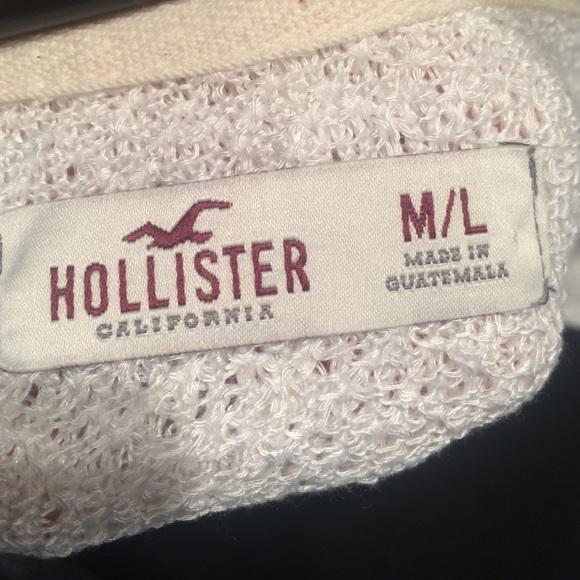 HOLLISTER
CALIFORNIA
M/L
MADE IN
GUATEMALA